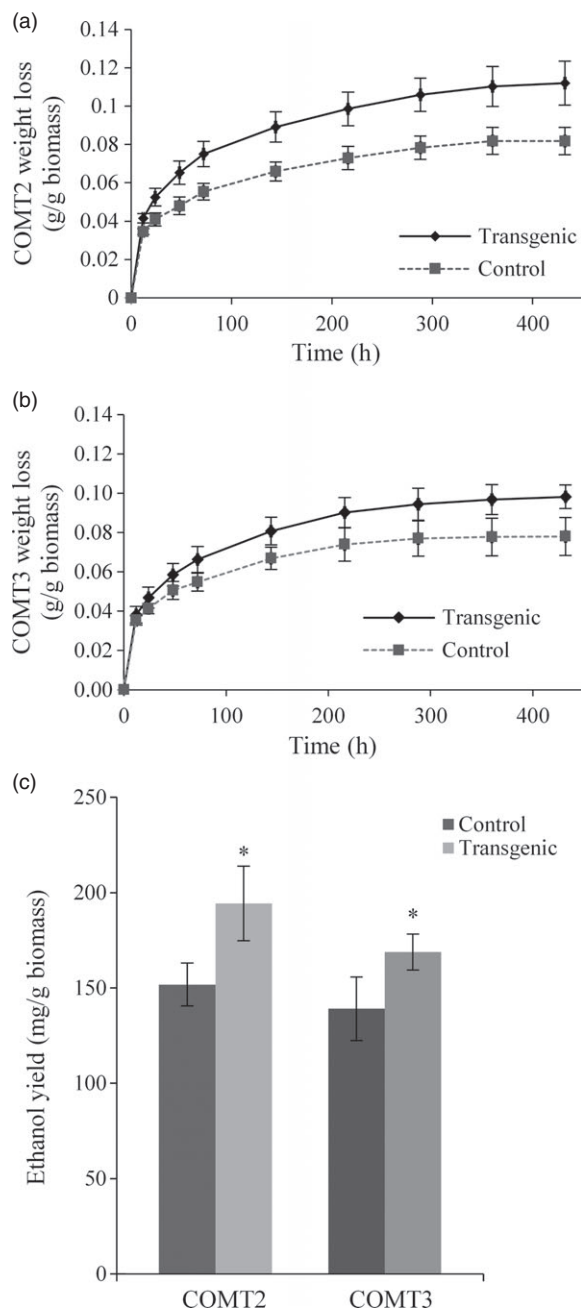 (a)
0.14
0.12
0.1
0.08
0.06
0.04
0.02
0
COMT2 weight loss
(g/g biomass)
Transgenic
Control
0 100 200 300 400
Time (h)
(b)
0.14
0.12
0.10
0.08
0.06
0.04
0.02
0.00
COMT3 weight loss
(g/g biomass)
Transgenic
Control
0 100 200 300 400
Time (h)
(c)
250
200
150
100
50
0
Ethanol yield (mg/g biomass)
Control
Transgenic
*
*
COMT2 COMT3